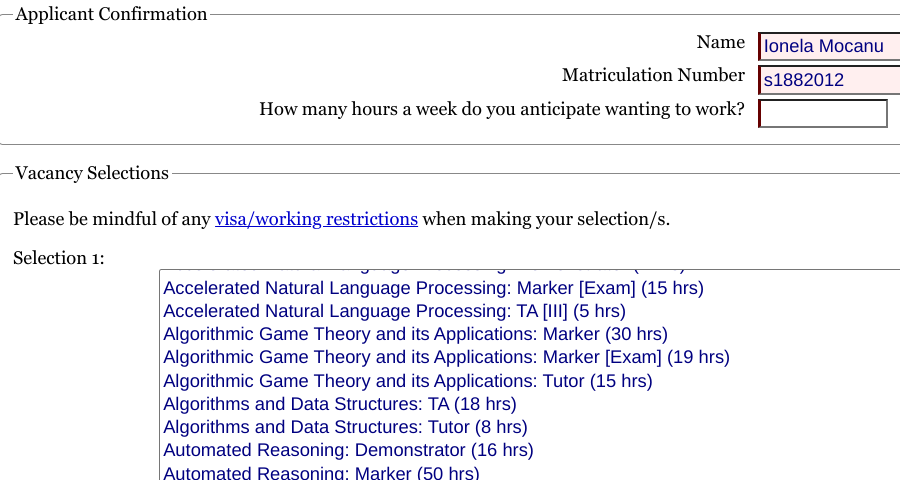 Applicant Confirmation
Name
Ionela Mocanu
Matriculation Number
s1882012
How many hours a week do you anticipate wanting to work?
Vacancy Selections
Please be mindful of any visa/working restrictions when making your selection/s.
Selection 1:
Accelerated Natural Language Processing: Marker [Exam] (15 hrs)
Accelerated Natural Language Processing: TA [III] (5 hrs)
Algorithmic Game Theory and its Applications: Marker (30 hrs)
Algorithmic Game Theory and its Applications: Marker [Exam] (19 hrs)
Algorithmic Game Theory and its Applications: Tutor (15 hrs)
Algorithms and Data Structures: TA (18 hrs)
Algorithms and Data Structures: Tutor (8 hrs)
Automated Reasoning: Demonstrator (16 hrs)
Automated Reasoning: Marker (50 hrs)